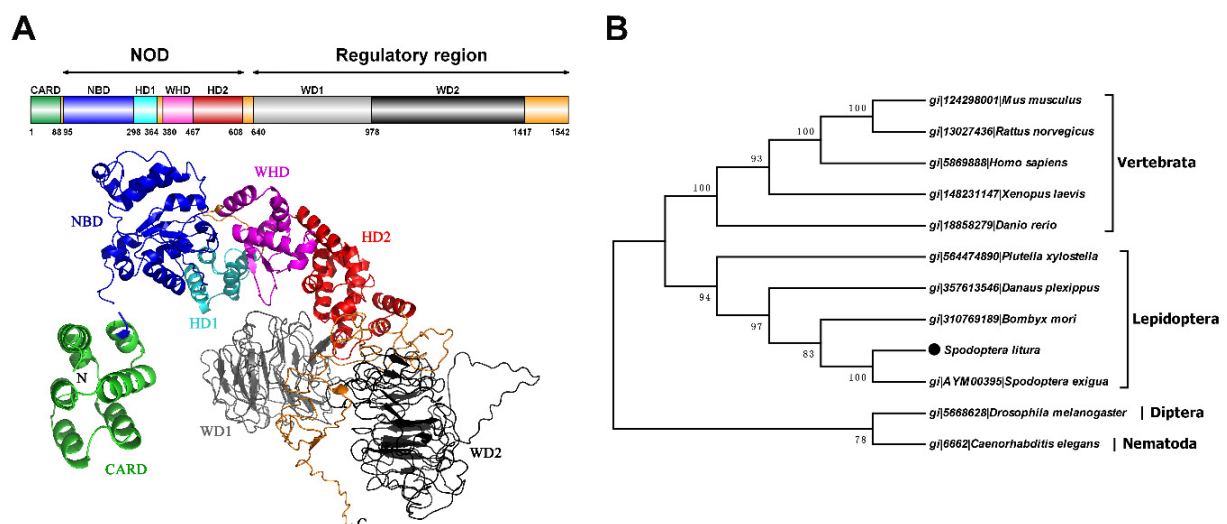 A
NOD
Regulatory region
CARD NBD HD1 WHD HD2 WD1 WD2
1 88 95 298 364 380 467 608 640 978 1417 1542
WHD
NBD
HD2
HD1
N
WD1
WD2
CARD
C
B
100
gi|124298001|Mus musculus
100
gi|13027436|Rattus norvegicus
93
gi|5869888|Homo sapiens
Vertebrata
100
gi|148231147|Xenopus laevis
gi|18858279|Danio rerio
gi|564474890|Plutella xylostella
94
gi|357613546|Danaus plexippus
97
gi|310769189|Bombyx mori
Lepidoptera
83
Spodoptera litura
100
gi|AYM00395|Spodoptera exigua
gi|5668628|Drosophila melanogaster | Diptera
78
gi|6662|Caenorhabditis elegans | Nematoda